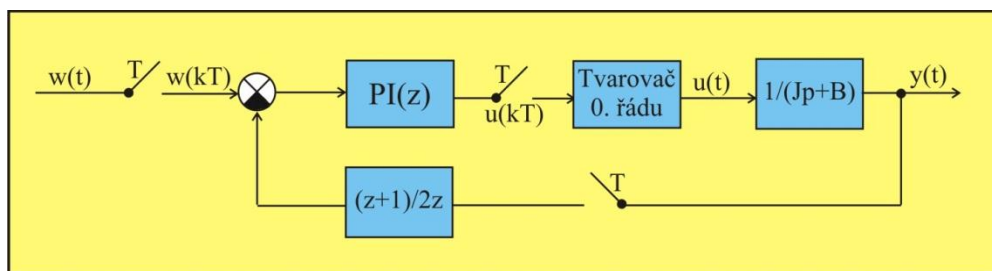 w(t)
T
w(kT)
PI(z)
T
u(kT)
Tvarovač
0. řádu
u(t)
1/(Jp+B)
y(t)
(z+1)/2z
T